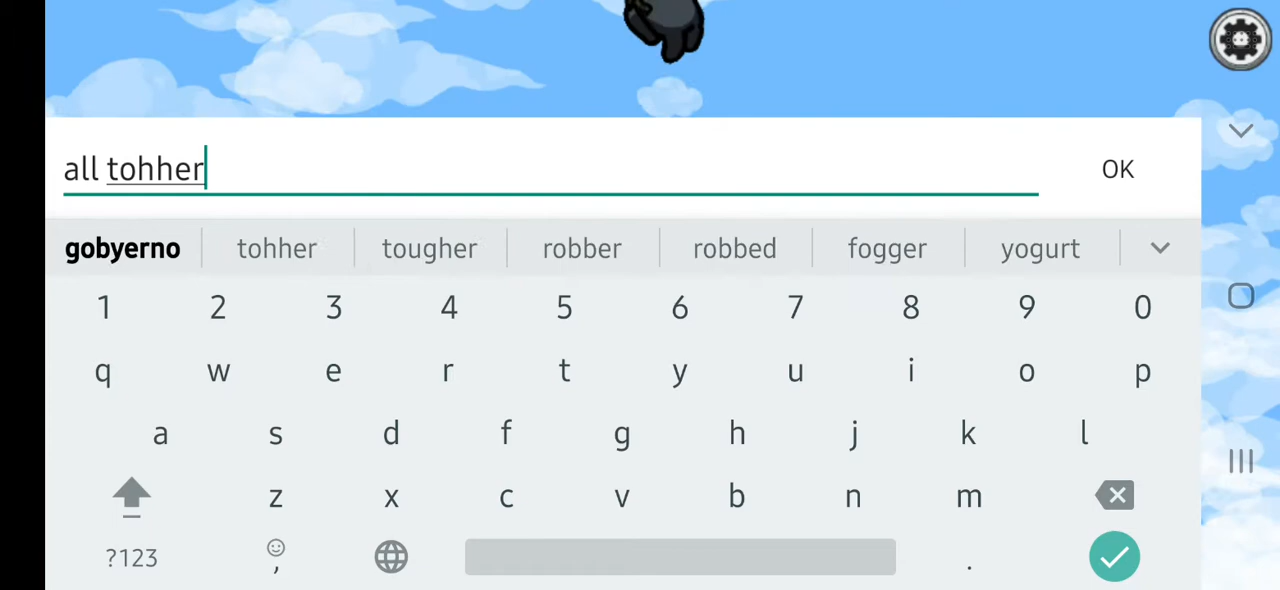 all tohher
OK
gobyerno tohher tougher robber robbed fogger yogurt
1 2 3 4 5 6 7 8 9 0
q w e r t y u i o p
a s d f g h j k l
z x c v b n m
?123 , .